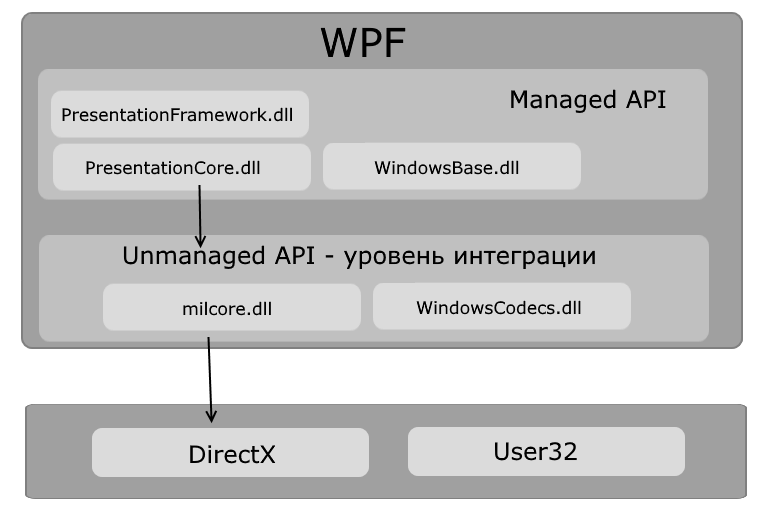 WPF
Managed API
PresentationFramework.dll
PresentationCore.dll
WindowsBase.dll
Unmanaged API - уровень интеграции
milcore.dll
WindowsCodecs.dll
DirectX
User32